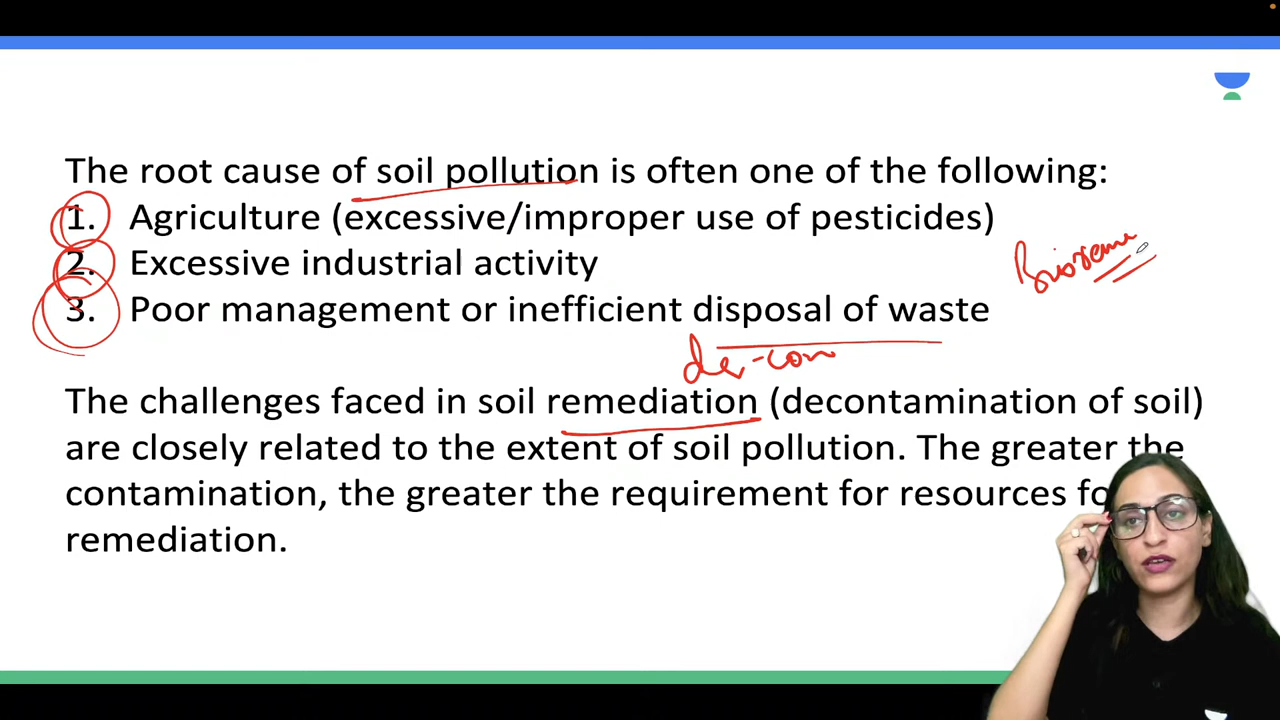 The root cause of soil pollution is often one of the following:
1. Agriculture (excessive/improper use of pesticides)
2. Excessive industrial activity
Biorem
3. Poor management or inefficient disposal of waste
de-con
The challenges faced in soil remediation (decontamination of soil)
are closely related to the extent of soil pollution. The greater the
contamination, the greater the requirement for resources fo
remediation.